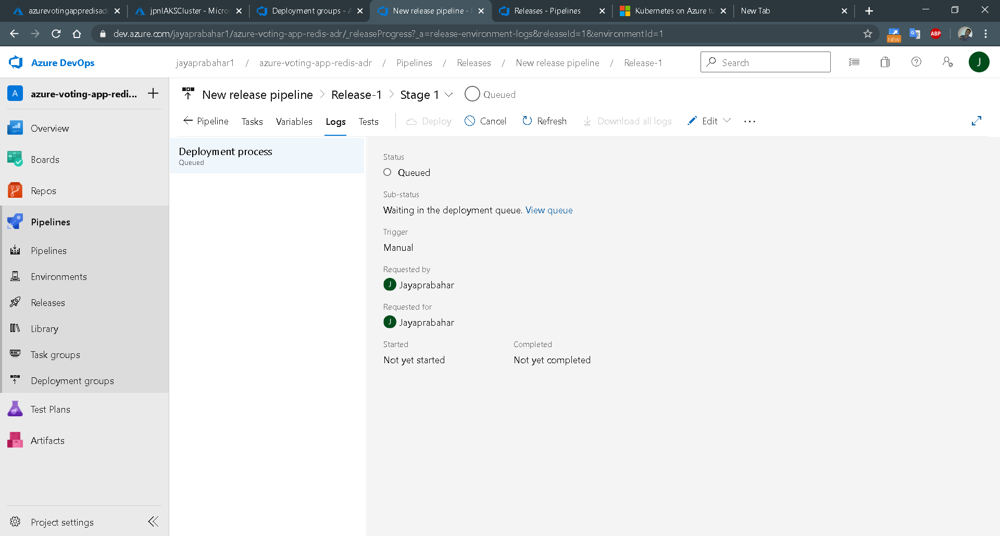 azurevotingappredisadr
jpnIAKSCluster - Micros
Deployment groups - A
New release pipeline -
Releases - Pipelines
Kubernetes on Azure tu
New Tab
dev.azure.com/jayaprabahar1/azure-voting-app-redis-adr/_releaseProgress?_a=release-environment-logs&releaseId=1&environmentId=1
NEW
ABP
Azure DevOps
jayaprabahar1 / azure-voting-app-redis-adr / Pipelines / Releases / New release pipeline / Release-1
Search
J
A azure-voting-app-redi...
Overview
Boards
Repos
Pipelines
Pipelines
Environments
Releases
Library
Task groups
Deployment groups
Test Plans
Artifacts
Project settings
New release pipeline > Release-1 > Stage 1 Queued
Pipeline Tasks Variables Logs Tests Deploy Cancel Refresh Download all logs Edit ...
Deployment process
Queued
Status
Queued
Sub-status
Waiting in the deployment queue. View queue
Trigger
Manual
Requested by
J Jayaprabahar
Requested for
J Jayaprabahar
Started Completed
Not yet started Not yet completed